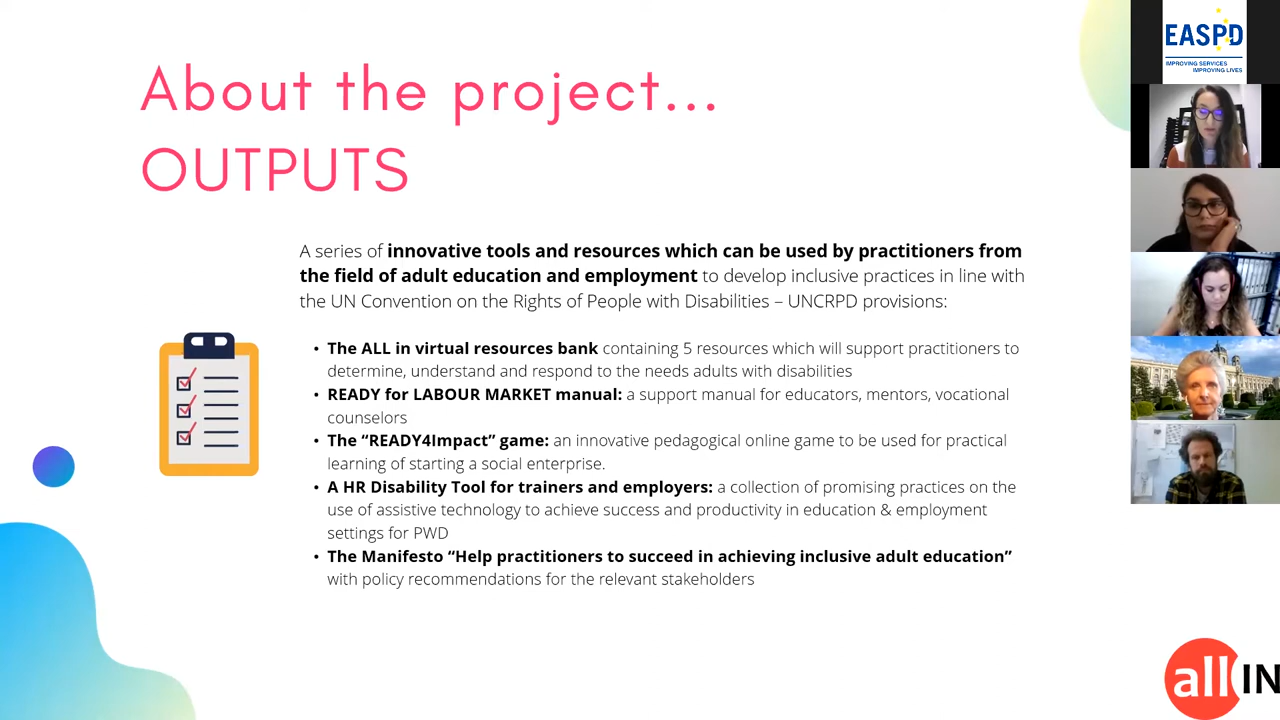 About the project...
OUTPUTS
A series of innovative tools and resources which can be used by practitioners from
the field of adult education and employment to develop inclusive practices in line with
the UN Convention on the Rights of People with Disabilities – UNCRPD provisions:
• The ALL in virtual resources bank containing 5 resources which will support practitioners to
determine, understand and respond to the needs adults with disabilities
• READY for LABOUR MARKET manual: a support manual for educators, mentors, vocational
counselors
• The “READY4Impact” game: an innovative pedagogical online game to be used for practical
learning of starting a social enterprise.
• A HR Disability Tool for trainers and employers: a collection of promising practices on the
use of assistive technology to achieve success and productivity in education & employment
settings for PWD
• The Manifesto “Help practitioners to succeed in achieving inclusive adult education”
with policy recommendations for the relevant stakeholders
EASPD
IMPROVING SERVICES
IMPROVING LIVES
all IN